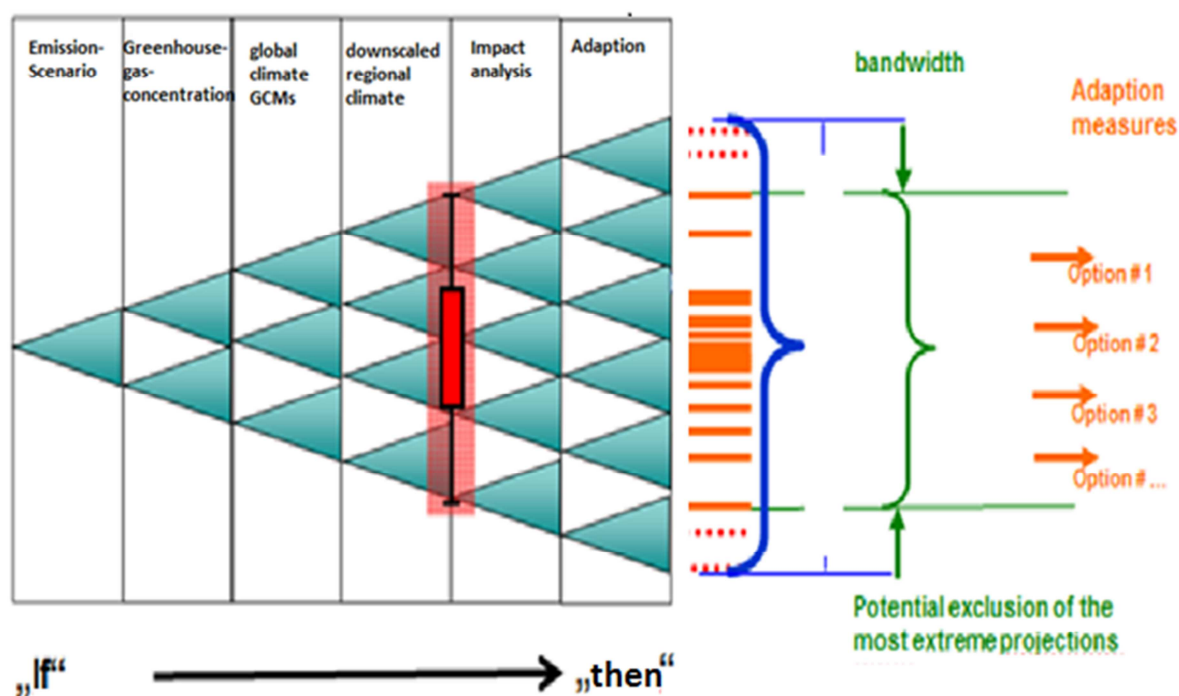 Emission-
Scenario
Greenhouse-
gas-
concentration
global
climate
GCMs
downscaled
regional
climate
Impact
analysis
Adaption
bandwidth
Adaption
measures
Option #1
Option #2
Option #3
Option #...
Potential exclusion of the
most extreme projections
„If“
„then“